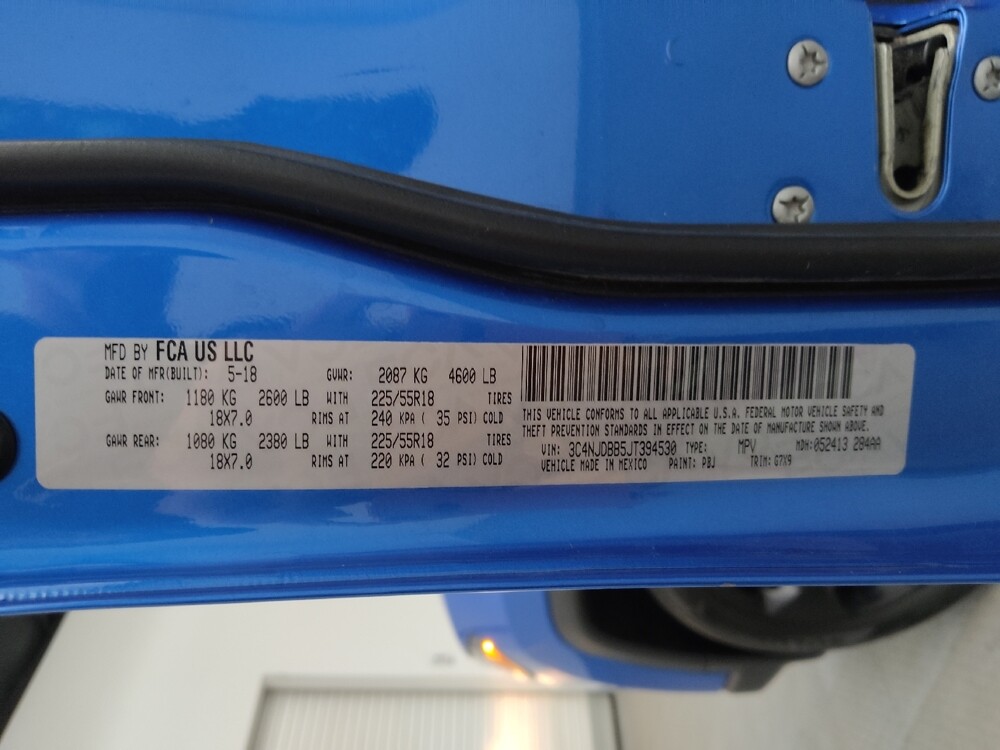 MFD BY FCA US LLC
DATE OF MFR(BUILT): 5-18 GVWR: 2087 KG 4600 LB
GAWR FRONT: 1180 KG 2600 LB WITH 225/55R18 TIRES
18X7.0 RIMS AT 240 KPA ( 35 PSI) COLD
GAWR REAR: 1080 KG 2380 LB WITH 225/55R18 TIRES
18X7.0 RIMS AT 220 KPA ( 32 PSI) COLD
THIS VEHICLE CONFORMS TO ALL APPLICABLE U.S.A. FEDERAL MOTOR VEHICLE SAFETY AND
THEFT PREVENTION STANDARDS IN EFFECT ON THE DATE OF MANUFACTURE SHOWN ABOVE.
VIN: 3C4NJDBB5JT394530 TYPE: MPV MDH: 052413 284AA
VEHICLE MADE IN MEXICO PAINT: PBJ TRIM: G7X9